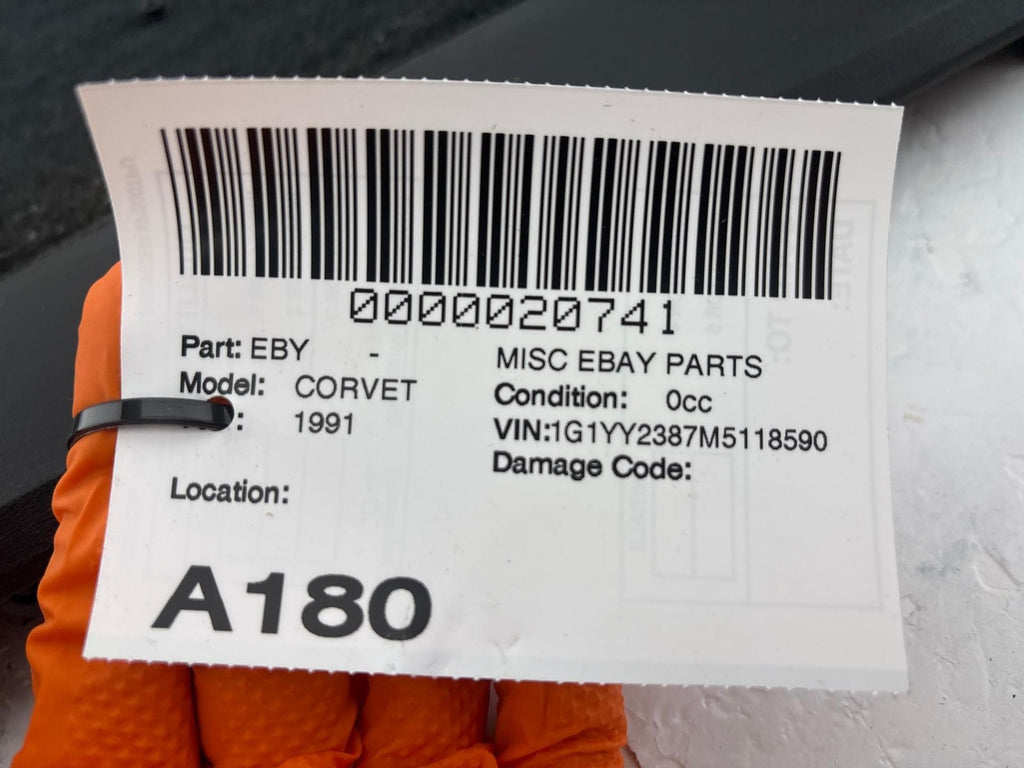 0000020741
Part: EBY - MISC EBAY PARTS
Model: CORVET Condition: 0cc
: 1991 VIN:1G1YY2387M5118590
Damage Code:
Location:
A180